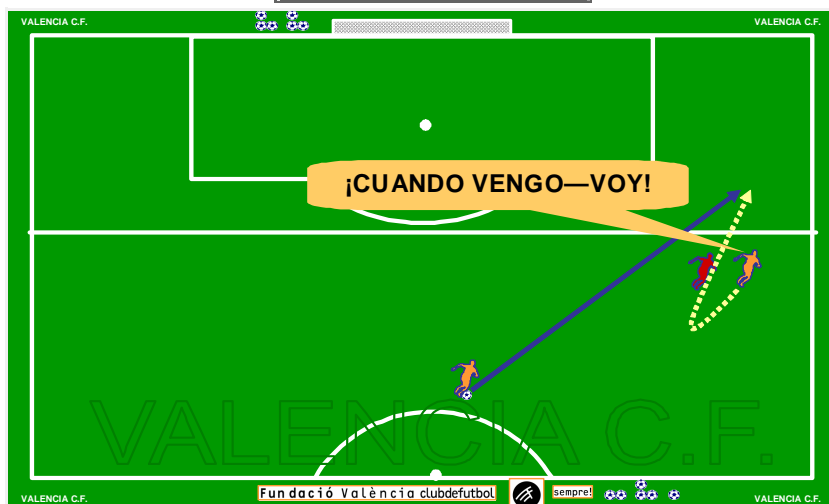 VALENCIA C.F.
VALENCIA C.F.
¡CUANDO VENGO—VOY!
VALENCIA C.F.
Fundació València clubdefutbol
sempre!
VALENCIA C.F.
VALENCIA C.F.